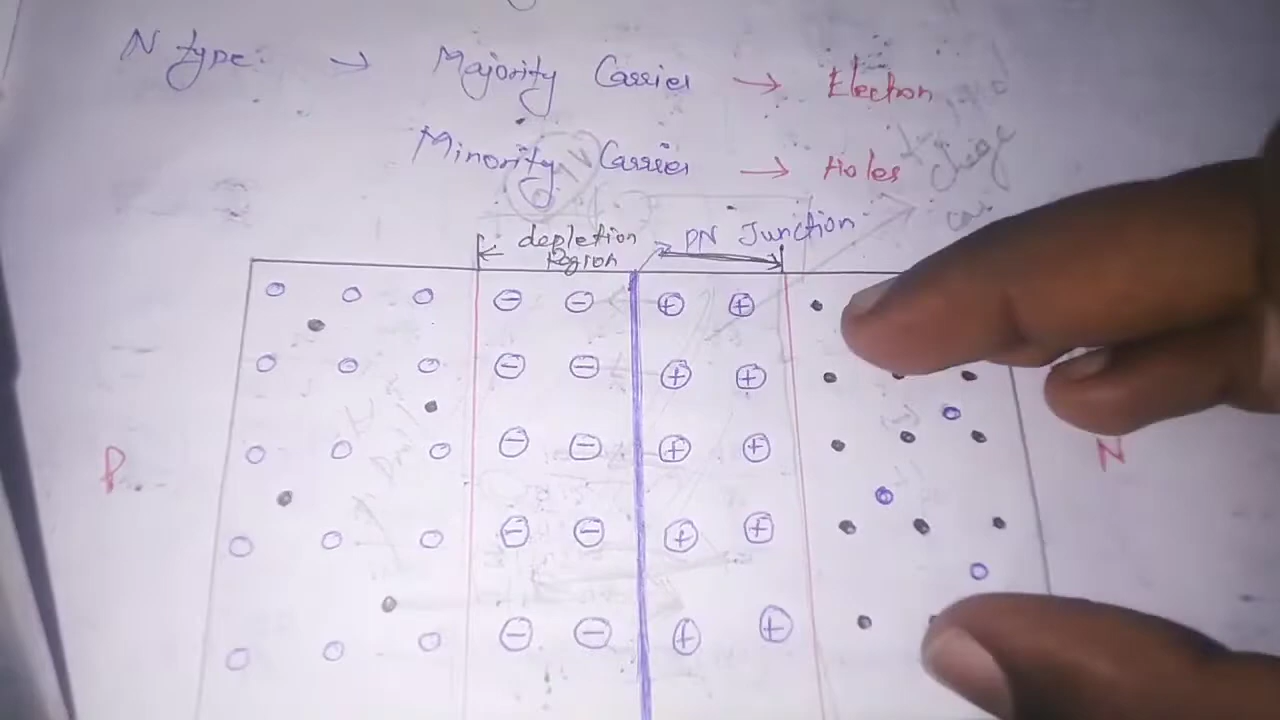 N type. → Majority Carrier → Electron
Minority Carrier → Holes
depletion
Region
PN Junction
P
N